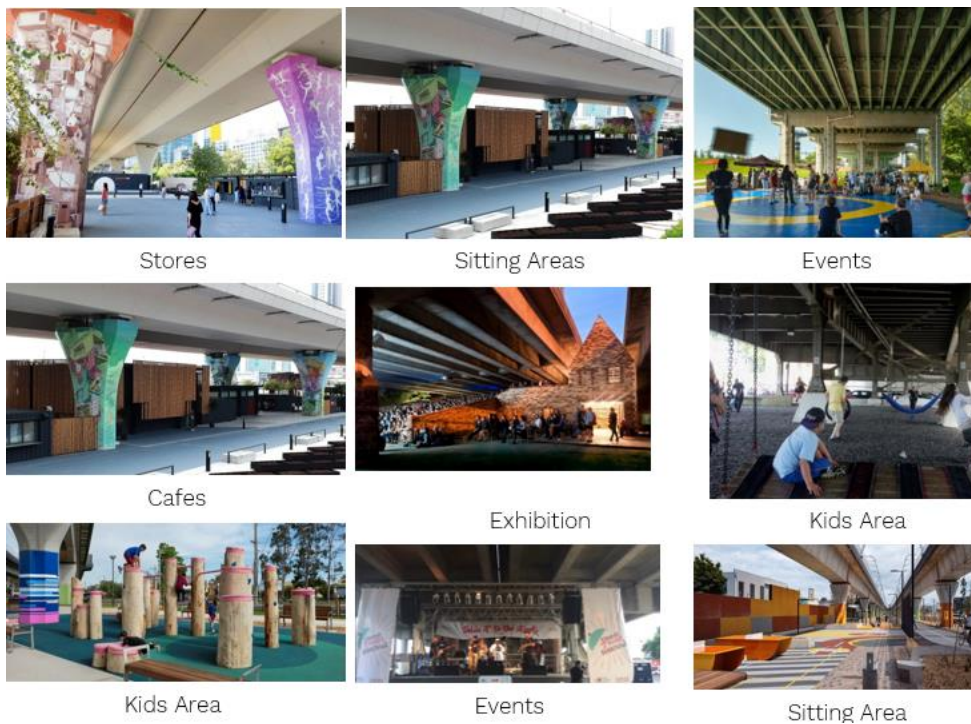 Stores
Sitting Areas
Events
Cafes
Exhibition
Kids Area
Kids Area
Events
Sitting Area